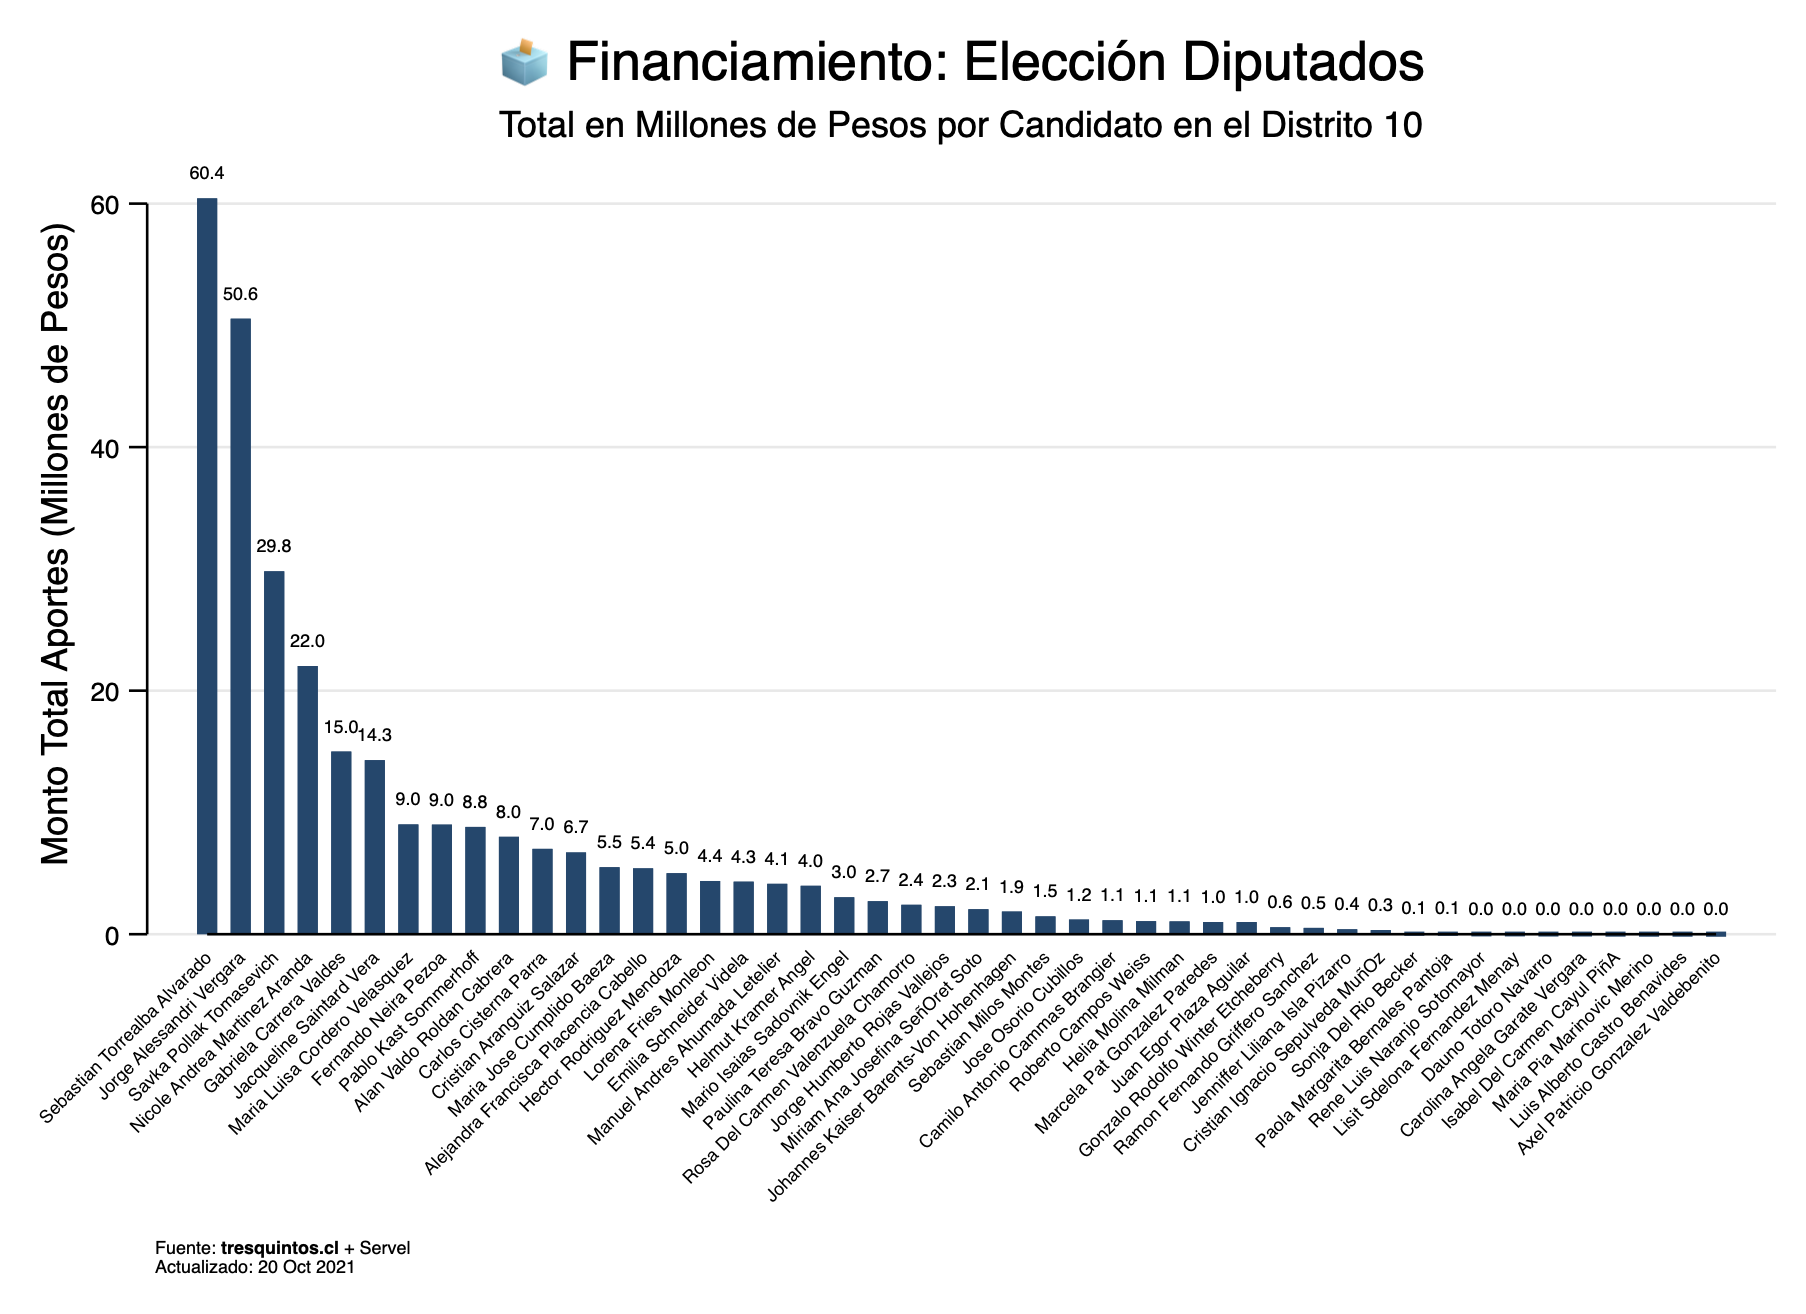 Financiamiento: Elección Diputados
Total en Millones de Pesos por Candidato en el Distrito 10
Monto Total Aportes (Millones de Pesos)
60
40
20
0
60.4
50.6
29.8
22.0
15.0
14.3
9.0
9.0
8.8
8.0
7.0
6.7
5.5
5.4
5.0
4.4
4.3
4.1
4.0
3.0
2.7
2.4
2.3
2.1
1.9
1.5
1.2
1.1
1.1
1.1
1.0
1.0
0.6
0.5
0.4
0.3
0.1
0.1
0.0
0.0
0.0
0.0
0.0
0.0
0.0
0.0
Sebastian Torrealba Alvarado
Jorge Alessandri Vergara
Savka Pollak Tomasevich
Nicole Andrea Martinez Aranda
Gabriela Carrera Valdes
Jacqueline Saintard Vera
Maria Luisa Cordero Velasquez
Fernando Neira Pezoa
Pablo Kast Sommerhoff
Alan Valdo Roldan Cabrera
Carlos Cisterna Parra
Cristian Aranguiz Salazar
Maria Jose Cumplido Baeza
Alejandra Francisca Placencia Cabello
Hector Rodriguez Mendoza
Lorena Fries Monleon
Emilia Schneider Videla
Manuel Andres Ahumada Letelier
Helmut Kramer Angel
Mario Isaias Sadovnik Engel
Paulina Teresa Bravo Guzman
Rosa Del Carmen Valenzuela Chamorro
Jorge Humberto Rojas Vallejos
Miriam Ana Josefina SeñOret Soto
Johannes Kaiser Barents-Von Hohenhagen
Sebastian Milos Montes
Jose Osorio Cubillos
Camilo Antonio Cammas Brangier
Roberto Campos Weiss
Helia Molina Milman
Marcela Pat Gonzalez Paredes
Juan Egor Plaza Aguilar
Gonzalo Rodolfo Winter Etcheberry
Ramon Fernando Griffero Sanchez
Jenniffer Liliana Isla Pizarro
Cristian Ignacio Sepulveda MuñOz
Sonja Del Rio Becker
Paola Margarita Bernales Pantoja
Rene Luis Naranjo Sotomayor
Lisit Sdelona Fernandez Menay
Dauno Totoro Navarro
Carolina Angela Garate Vergara
Isabel Del Carmen Cayul PiñA
Maria Pia Marinovic Merino
Luis Alberto Castro Benavides
Axel Patricio Gonzalez Valdebenito
Fuente: tresquintos.cl + Servel
Actualizado: 20 Oct 2021